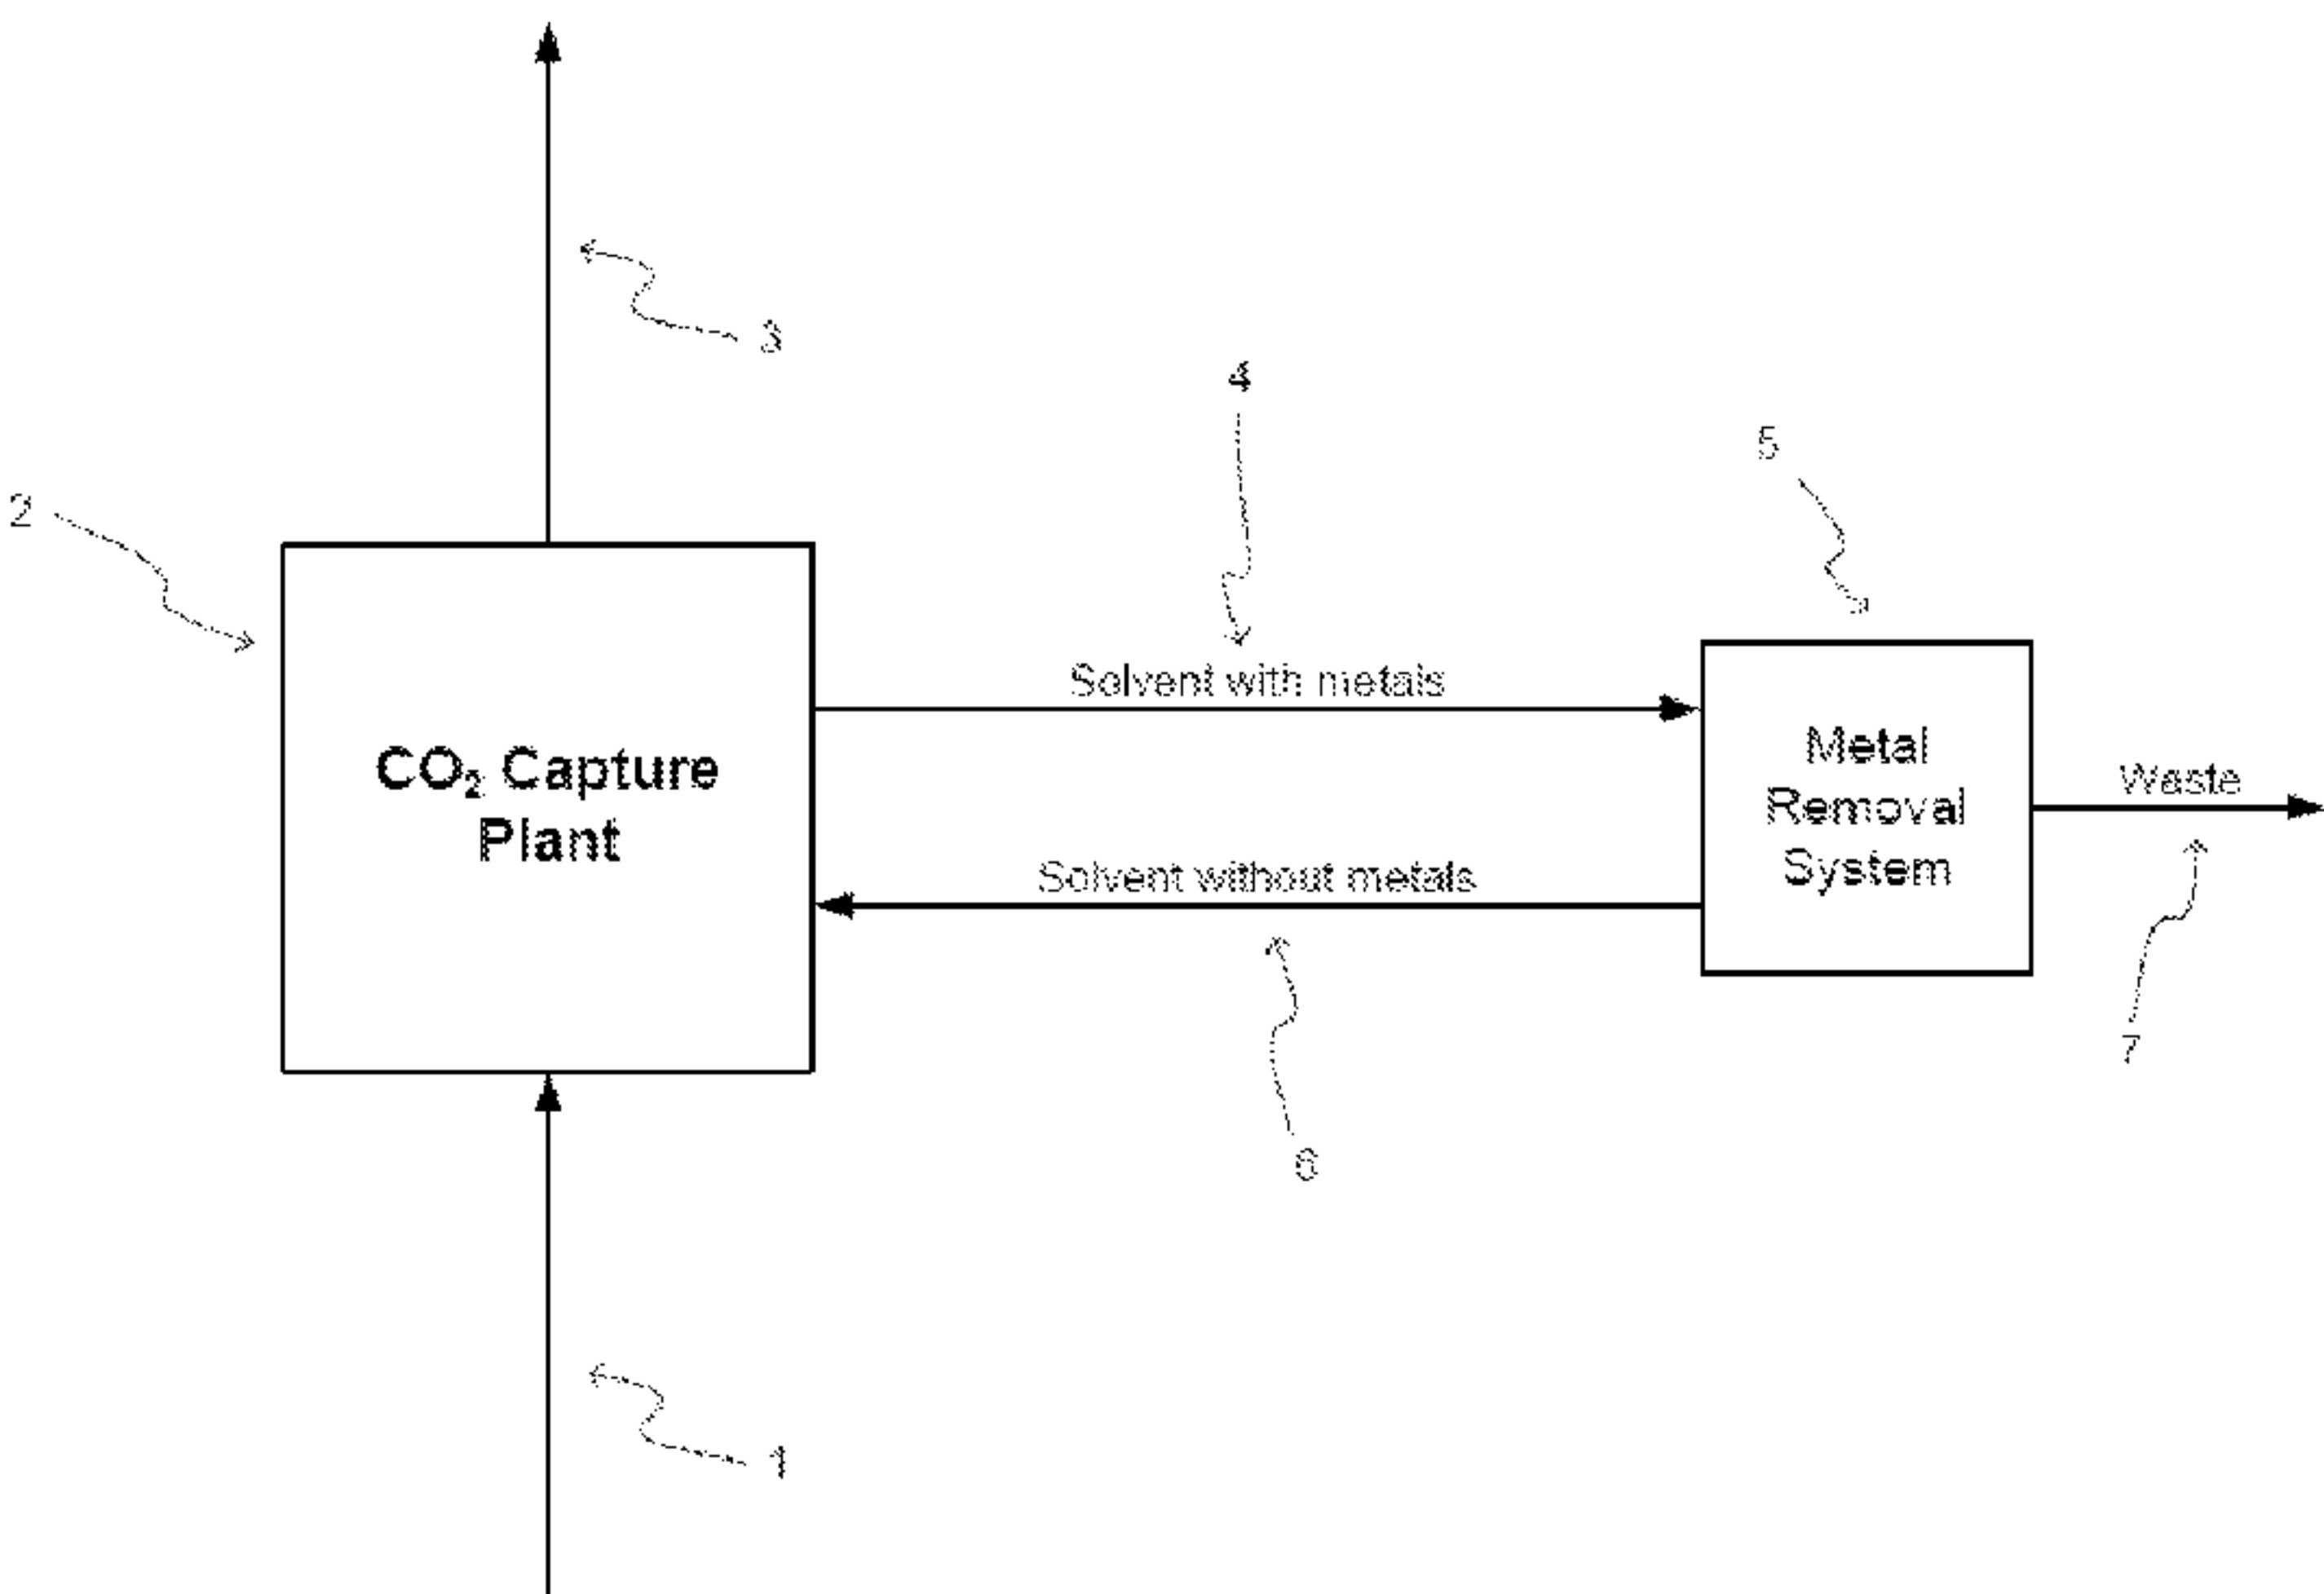 3
4
5
2
Solvent with metals
CO₂ Capture
Plant
Metal
Removal
System
Waste
Solvent without metals
7
6
1